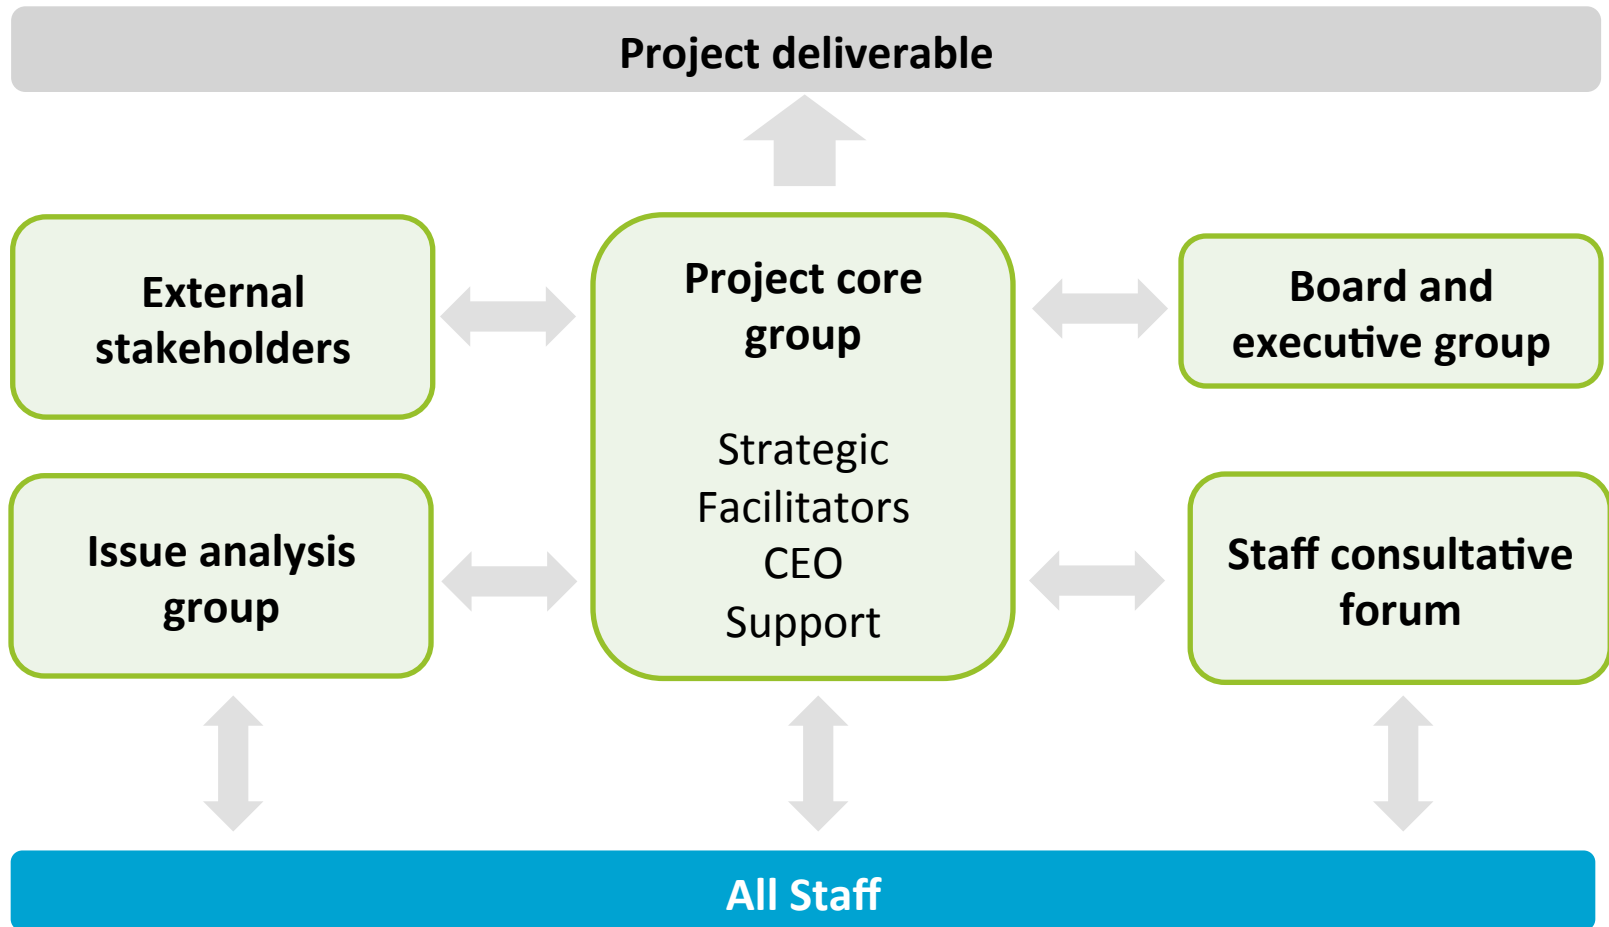 Project deliverable
External
stakeholders
Project core
group
Strategic
Facilitators
CEO
Support
Board and
executive group
Issue analysis
group
Staff consultative
forum
All Staff